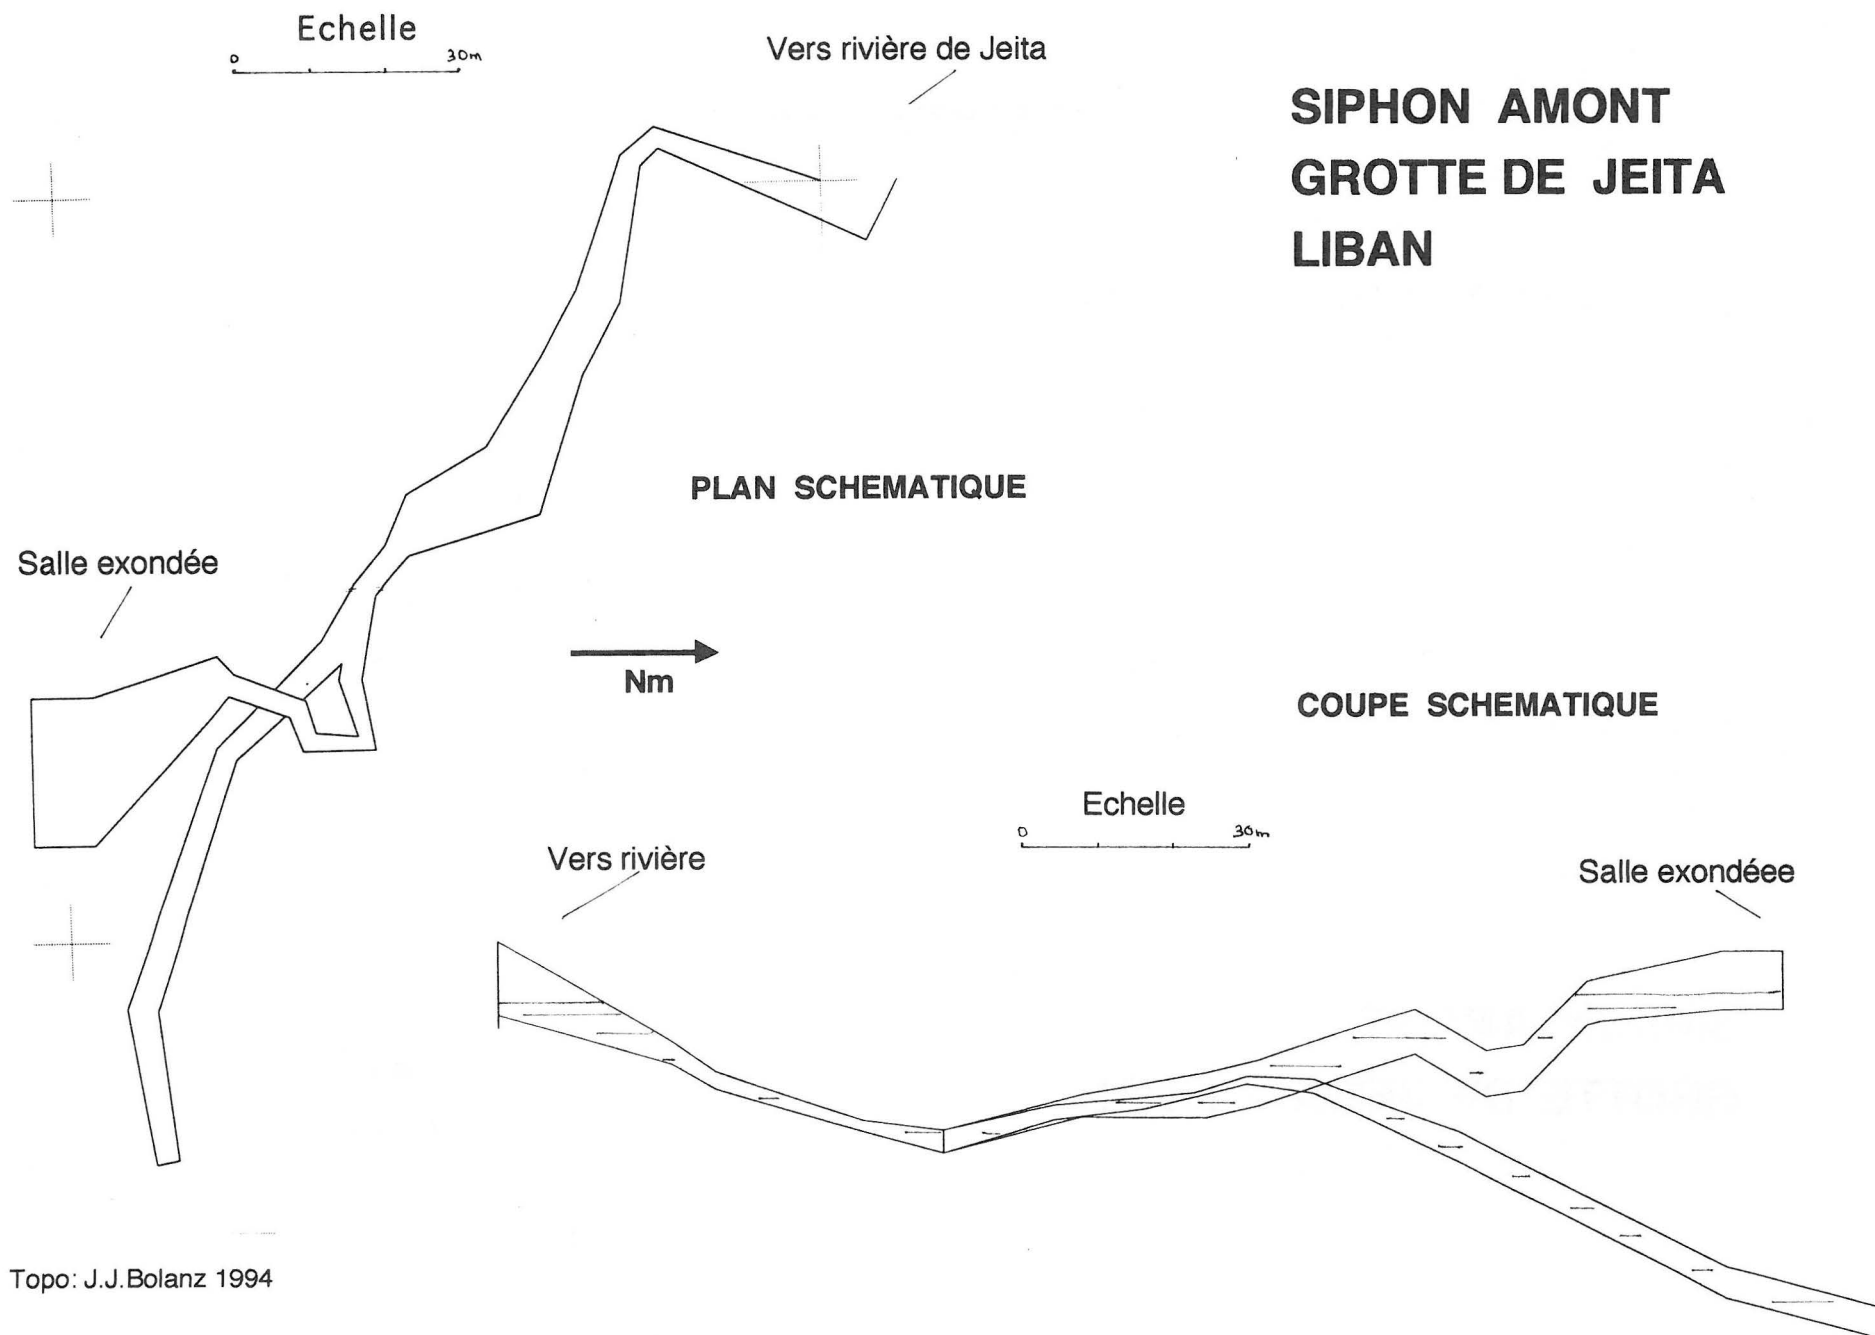 Echelle
0 30m
Vers rivière de Jeita
SIPHON AMONT
GROTTE DE JEITA
LIBAN
PLAN SCHEMATIQUE
Salle exondée
Nm
COUPE SCHEMATIQUE
Echelle
0 30m
Vers rivière
Salle exondéee
Topo: J.J.Bolanz 1994